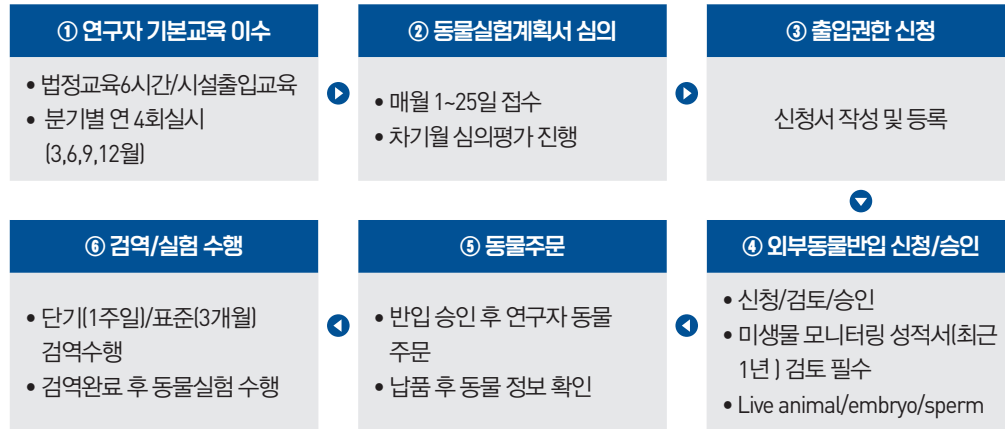 ① 연구자 기본교육 이수
• 법정교육6시간/시설출입교육
• 분기별 연 4회실시
(3,6,9,12월)
② 동물실험계획서 심의
• 매월 1~25일 접수
• 차기월 심의평가 진행
③ 출입권한 신청
신청서 작성 및 등록
④ 외부동물반입 신청/승인
• 신청/검토/승인
• 미생물 모니터링 성적서(최근
1년 ) 검토 필수
• Live animal/embryo/sperm
⑤ 동물주문
• 반입 승인 후 연구자 동물
주문
• 납품 후 동물 정보 확인
⑥ 검역/실험 수행
• 단기(1주일)/표준(3개월)
검역수행
• 검역완료 후 동물실험 수행